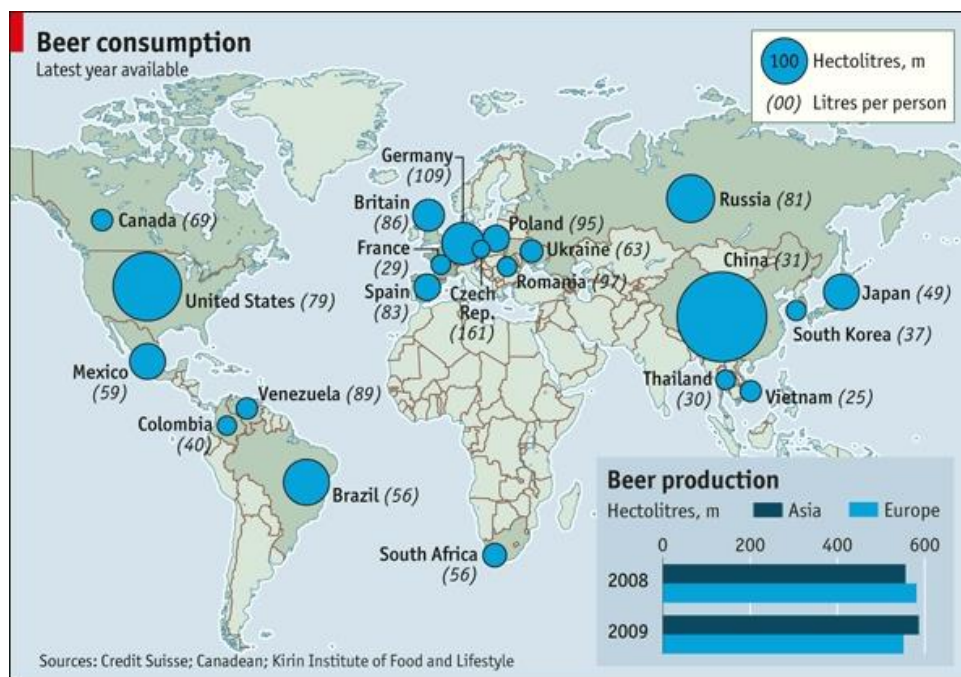 Beer consumption
Latest year available
100 Hectolitres, m
(00) Litres per person
Germany
(109)
Britain
(86)
Canada (69)
Russia (81)
Poland (95)
France
(29)
Ukraine (63)
China (31)
Spain
(83)
Czech
Rep.
(161)
Romania (97)
United States (79)
Japan (49)
South Korea (37)
Mexico
(59)
Thailand
(30)
Venezuela (89)
Vietnam (25)
Colombia
(40)
Brazil (56)
South Africa
(56)
Beer production
Hectolitres, m Asia Europe
0 200 400 600
2008
2009
Sources: Credit Suisse; Canadean; Kirin Institute of Food and Lifestyle